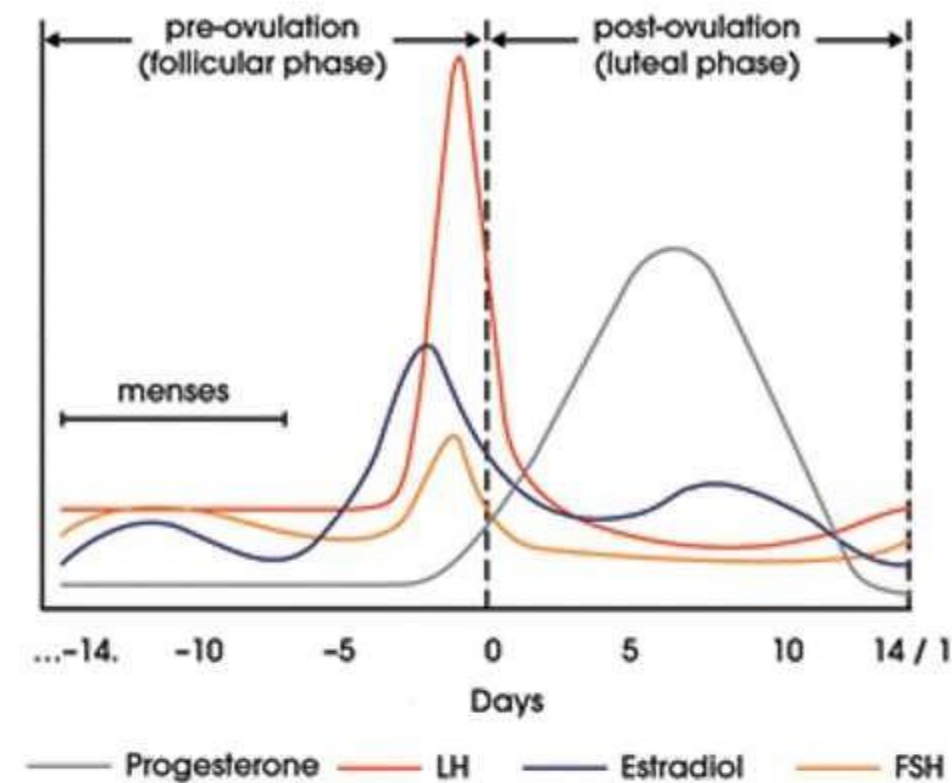 pre-ovulation
(follicular phase)
post-ovulation
(luteal phase)
menses
...-14. -10 -5 0 5 10 14 / 1
Days
Progesterone LH Estradiol FSH